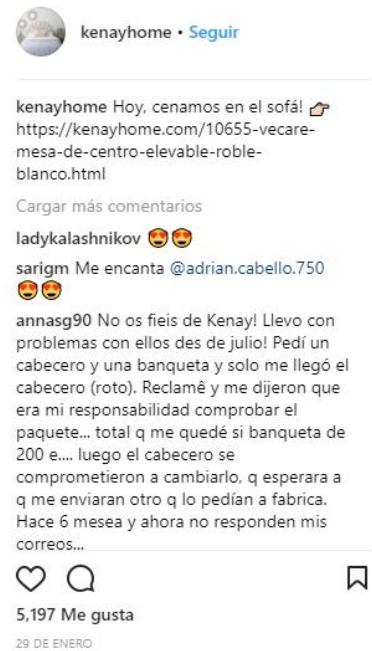 kenayhome • Seguir
kenayhome Hoy, cenamos en el sofá! 👉🏻
https://kenayhome.com/10655-vecare-
mesa-de-centro-elevable-roble-
blanco.html
Cargar más comentarios
ladykalashnikov 😍😍
sarigm Me encanta @adrian.cabello.750
😍😍
annasg90 No os fieis de Kenay! Llevo con
problemas con ellos des de julio! Pedí un
cabecero y una banqueta y solo me llegó el
cabecero (roto). Reclamê y me dijeron que
era mi responsabilidad comprobar el
paquete... total q me quedé si banqueta de
200 e.... luego el cabecero se
comprometieron a cambiarlo, q esperara a
q me enviaran otro q lo pedían a fabrica.
Hace 6 mesea y ahora no responden mis
correos...
5,197 Me gusta
29 DE ENERO